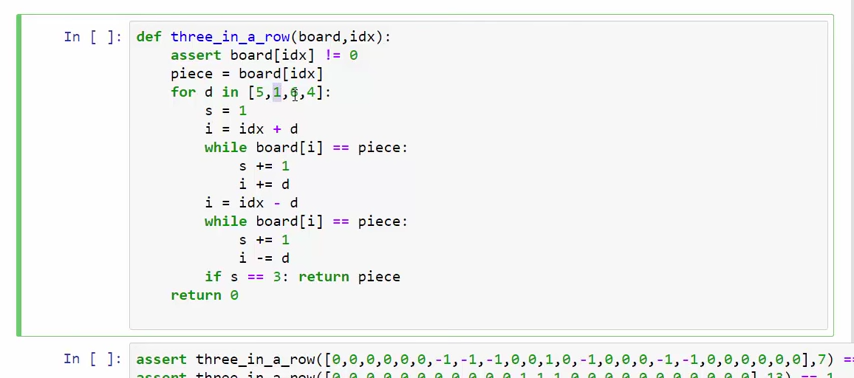 In [ ]: def three_in_a_row(board,idx):
assert board[idx] != 0
piece = board[idx]
for d in [5,1,6,4]:
s = 1
i = idx + d
while board[i] == piece:
s += 1
i += d
i = idx - d
while board[i] == piece:
s += 1
i -= d
if s == 3: return piece
return 0
In [ ]: assert three_in_a_row([0,0,0,0,0,0,-1,-1,-1,0,0,1,0,-1,0,0,0,-1,-1,0,0,0,0,0,0],7) ==